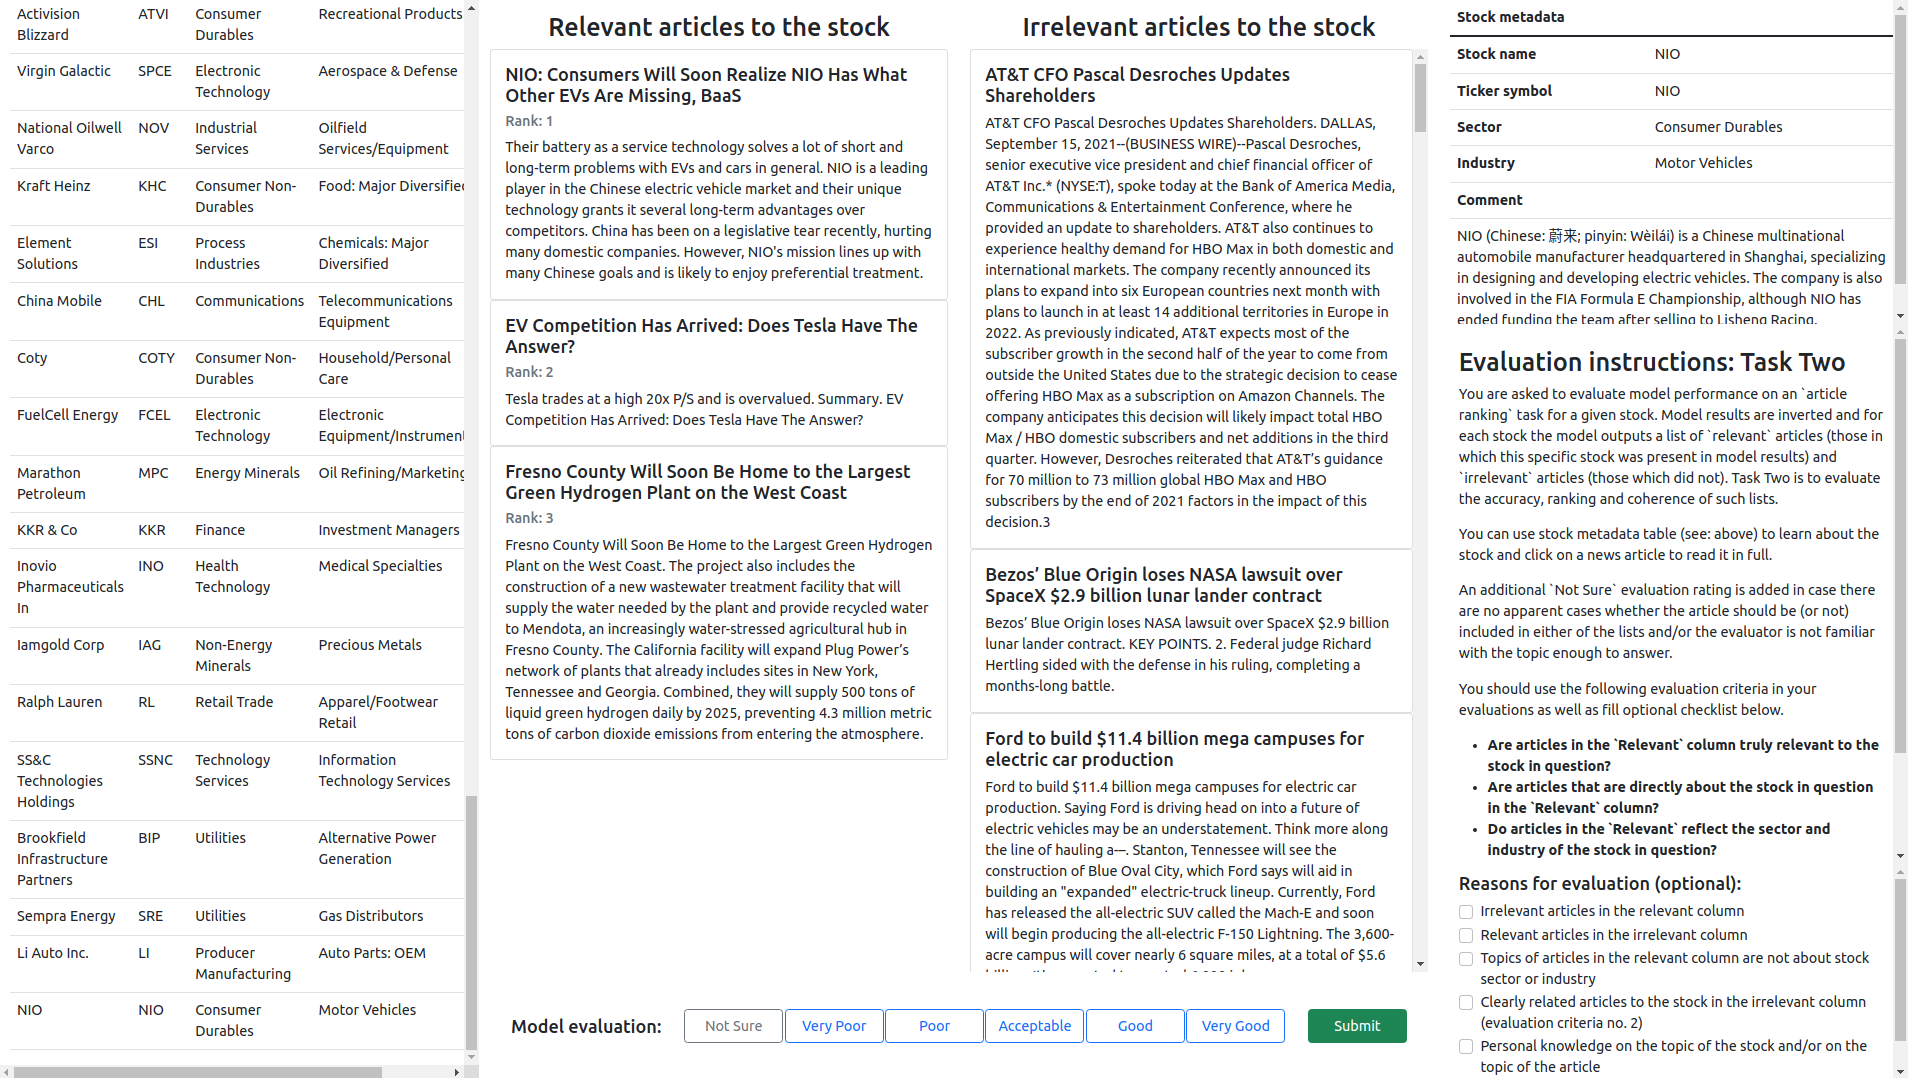 Activision Blizzard ATVI Consumer Durables Recreational Products
Virgin Galactic SPCE Electronic Technology Aerospace & Defense
National Oilwell Varco NOV Industrial Services Oilfield Services/Equipment
Kraft Heinz KHC Consumer Non-Durables Food: Major Diversified
Element Solutions ESI Process Industries Chemicals: Major Diversified
China Mobile CHL Communications Telecommunications Equipment
Coty COTY Consumer Non-Durables Household/Personal Care
FuelCell Energy FCEL Electronic Technology Electronic Equipment/Instrumen
Marathon Petroleum MPC Energy Minerals Oil Refining/Marketing
KKR & Co KKR Finance Investment Managers
Inovio Pharmaceuticals In INO Health Technology Medical Specialties
Iamgold Corp IAG Non-Energy Minerals Precious Metals
Ralph Lauren RL Retail Trade Apparel/Footwear Retail
SS&C Technologies Holdings SSNC Technology Services Information Technology Services
Brookfield Infrastructure Partners BIP Utilities Alternative Power Generation
Sempra Energy SRE Utilities Gas Distributors
Li Auto Inc. LI Producer Manufacturing Auto Parts: OEM
NIO NIO Consumer Durables Motor Vehicles
Relevant articles to the stock
NIO: Consumers Will Soon Realize NIO Has What
Other EVs Are Missing, BaaS
Rank: 1
Their battery as a service technology solves a lot of short and
long-term problems with EVs and cars in general. NIO is a leading
player in the Chinese electric vehicle market and their unique
technology grants it several long-term advantages over
competitors. China has been on a legislative tear recently, hurting
many domestic companies. However, NIO's mission lines up with
many Chinese goals and is likely to enjoy preferential treatment.
EV Competition Has Arrived: Does Tesla Have The
Answer?
Rank: 2
Tesla trades at a high 20x P/S and is overvalued. Summary. EV
Competition Has Arrived: Does Tesla Have The Answer?
Fresno County Will Soon Be Home to the Largest
Green Hydrogen Plant on the West Coast
Rank: 3
Fresno County Will Soon Be Home to the Largest Green Hydrogen
Plant on the West Coast. The project also includes the
construction of a new wastewater treatment facility that will
supply the water needed by the plant and provide recycled water
to Mendota, an increasingly water-stressed agricultural hub in
Fresno County. The California facility will expand Plug Power’s
network of plants that already includes sites in New York,
Tennessee and Georgia. Combined, they will supply 500 tons of
liquid green hydrogen daily by 2025, preventing 4.3 million metric
tons of carbon dioxide emissions from entering the atmosphere.
Irrelevant articles to the stock
AT&T CFO Pascal Desroches Updates
Shareholders
AT&T CFO Pascal Desroches Updates Shareholders. DALLAS,
September 15, 2021--(BUSINESS WIRE)--Pascal Desroches,
senior executive vice president and chief financial officer of
AT&T Inc.* (NYSE:T), spoke today at the Bank of America Media,
Communications & Entertainment Conference, where he
provided an update to shareholders. AT&T also continues to
experience healthy demand for HBO Max in both domestic and
international markets. The company recently announced its
plans to expand into six European countries next month with
plans to launch in at least 14 additional territories in Europe in
2022. As previously indicated, AT&T expects most of the
subscriber growth in the second half of the year to come from
outside the United States due to the strategic decision to cease
offering HBO Max as a subscription on Amazon Channels. The
company anticipates this decision will likely impact total HBO
Max / HBO domestic subscribers and net additions in the third
quarter. However, Desroches reiterated that AT&T’s guidance
for 70 million to 73 million global HBO Max and HBO
subscribers by the end of 2021 factors in the impact of this
decision.3
Bezos’ Blue Origin loses NASA lawsuit over
SpaceX $2.9 billion lunar lander contract
Bezos’ Blue Origin loses NASA lawsuit over SpaceX $2.9 billion
lunar lander contract. KEY POINTS. 2. Federal judge Richard
Hertling sided with the defense in his ruling, completing a
months-long battle.
Ford to build $11.4 billion mega campuses for
electric car production
Ford to build $11.4 billion mega campuses for electric car
production. Saying Ford is driving head on into a future of
electric vehicles may be an understatement. Think more along
the line of hauling a-–. Stanton, Tennessee will see the
construction of Blue Oval City, which Ford says will aid in
building an "expanded" electric-truck lineup. Currently, Ford
has released the all-electric SUV called the Mach-E and soon
will begin producing the all-electric F-150 Lightning. The 3,600-
acre campus will cover nearly 6 square miles, at a total of $5.6
Model evaluation: Not Sure Very Poor Poor Acceptable Good Very Good Submit
Stock metadata
Stock name NIO
Ticker symbol NIO
Sector Consumer Durables
Industry Motor Vehicles
Comment
NIO (Chinese: 蔚来; pinyin: Wèilái) is a Chinese multinational
automobile manufacturer headquartered in Shanghai, specializing
in designing and developing electric vehicles. The company is also
involved in the FIA Formula E Championship, although NIO has
ended funding the team after selling to Lisheng Racing.
Evaluation instructions: Task Two
You are asked to evaluate model performance on an `article
ranking` task for a given stock. Model results are inverted and for
each stock the model outputs a list of `relevant` articles (those in
which this specific stock was present in model results) and
`irrelevant` articles (those which did not). Task Two is to evaluate
the accuracy, ranking and coherence of such lists.
You can use stock metadata table (see: above) to learn about the
stock and click on a news article to read it in full.
An additional `Not Sure` evaluation rating is added in case there
are no apparent cases whether the article should be (or not)
included in either of the lists and/or the evaluator is not familiar
with the topic enough to answer.
You should use the following evaluation criteria in your
evaluations as well as fill optional checklist below.
• Are articles in the `Relevant` column truly relevant to the
stock in question?
• Are articles that are directly about the stock in question
in the `Relevant` column?
• Do articles in the `Relevant` reflect the sector and
industry of the stock in question?
Reasons for evaluation (optional):
Irrelevant articles in the relevant column
Relevant articles in the irrelevant column
Topics of articles in the relevant column are not about stock
sector or industry
Clearly related articles to the stock in the irrelevant column
(evaluation criteria no. 2)
Personal knowledge on the topic of the stock and/or on the
topic of the article